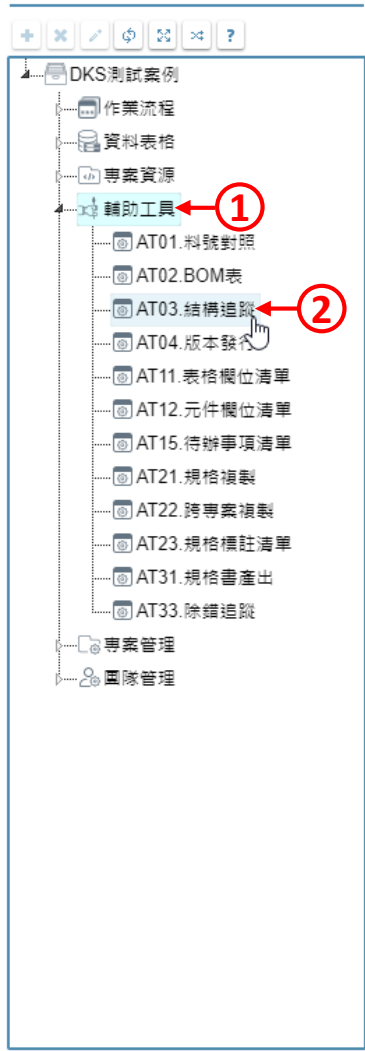 ?
DKS測試案例
作業流程
資料表格
專案資源
輔助工具 1
AT01.料號對照
AT02.BOM表
AT03.結構追蹤 2
AT04.版本發行
AT11.表格欄位清單
AT12.元件欄位清單
AT15.待辦事項清單
AT21.規格複製
AT22.跨專案複製
AT23.規格標註清單
AT31.規格書產出
AT33.除錯追蹤
專案管理
團隊管理